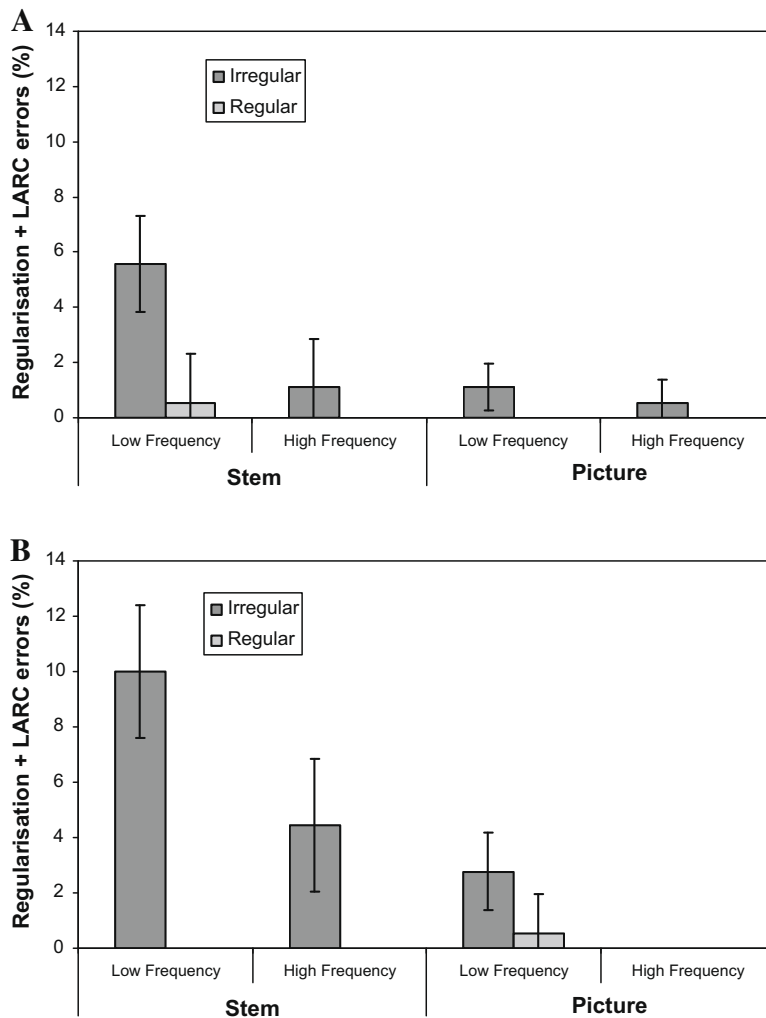 A
Regularisation + LARC errors (%)
14
12
10
8
6
4
2
0
Irregular
Regular
Low Frequency
High Frequency
Low Frequency
High Frequency
Stem
Picture
B
Regularisation + LARC errors (%)
14
12
10
8
6
4
2
0
Irregular
Regular
Low Frequency
High Frequency
Low Frequency
High Frequency
Stem
Picture